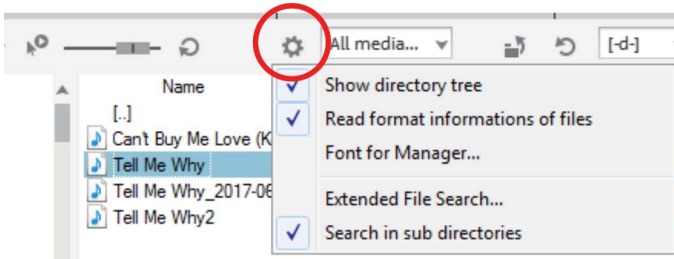 All media...
[-d-]
Name
[..]
Can't Buy Me Love (K
Tell Me Why
Tell Me Why_2017-06
Tell Me Why2
Show directory tree
Read format informations of files
Font for Manager...
Extended File Search...
Search in sub directories